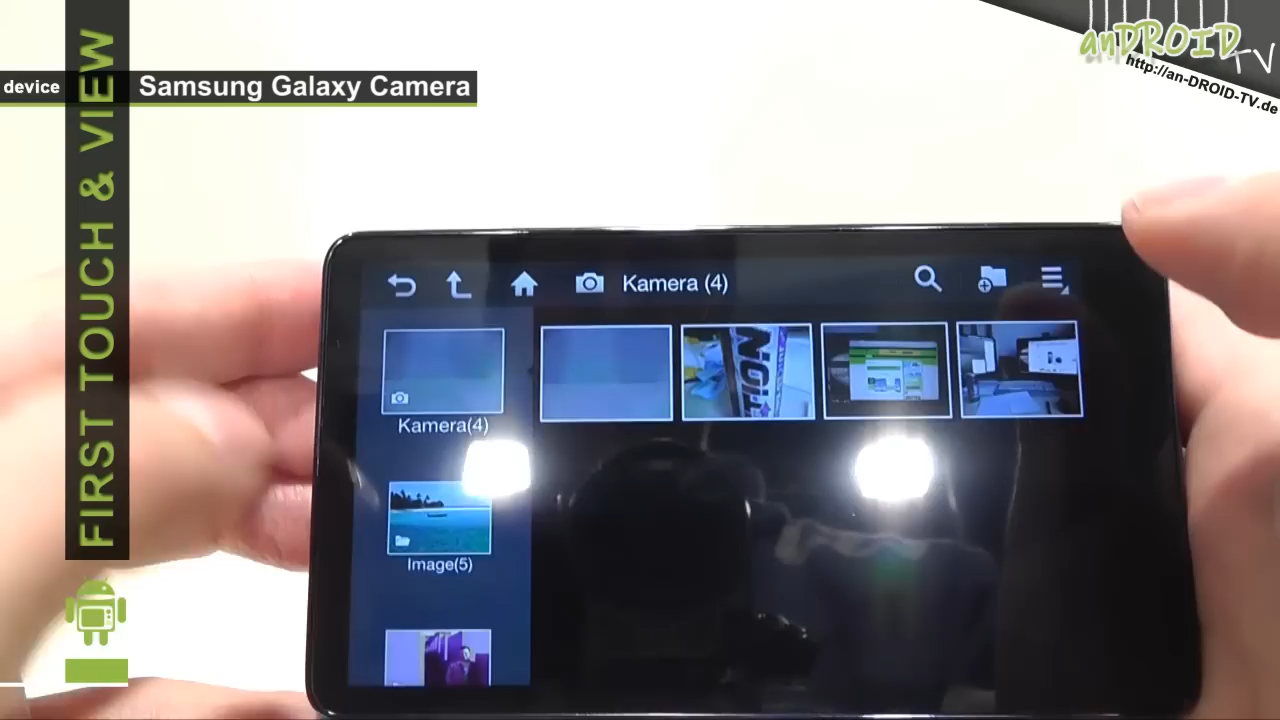 anDROID TV
http://an-DROID-TV.de
device Samsung Galaxy Camera
FIRST TOUCH & VIEW
Kamera (4)
Kamera(4)
Image(5)